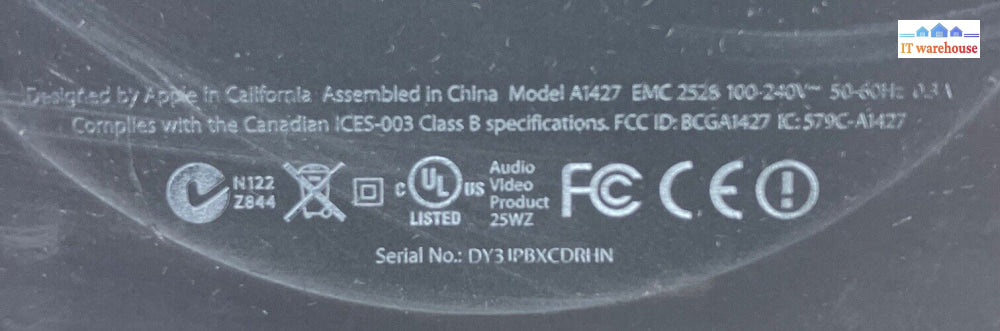 IT warehouse
Designed by Apple in California Assembled in China Model A1427 EMC 2526 100-240V~ 50-60Hz 0.3A
Complies with the Canadian ICES-003 Class B specifications. FCC ID: BCGA1427 IC: 579C-A1427
N122
Z844
C UL US
LISTED
Audio
Video
Product
25WZ
FC CE
Serial No.: DY3JPBXCDRHN